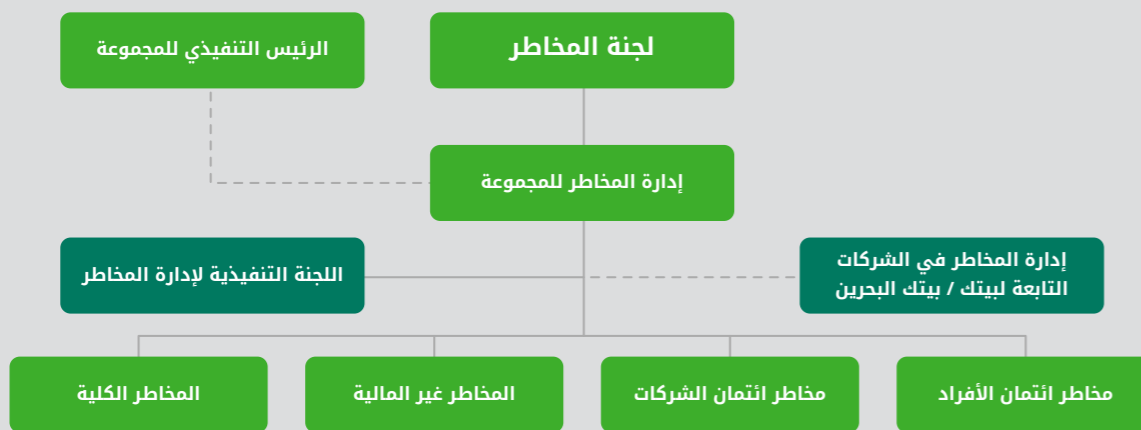 لجنة المخاطر
الرئيس التنفيذي للمجموعة
إدارة المخاطر للمجموعة
إدارة المخاطر في الشركات
التابعة لبيتك / بيتك البحرين
اللجنة التنفيذية لإدارة المخاطر
مخاطر ائتمان الأفراد
مخاطر ائتمان الشركات
المخاطر غير المالية
المخاطر الكلية